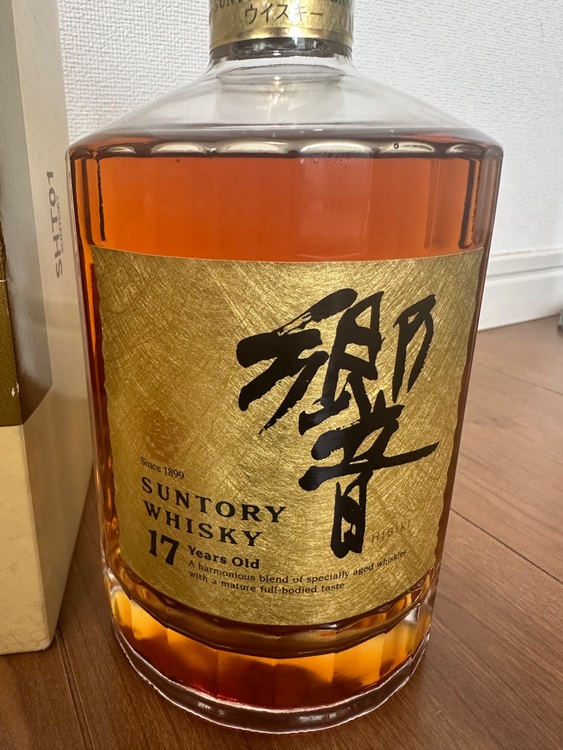 ウイスキー
響
Since 1899
SUNTORY
WHISKY
17 Years Old
A harmonious blend of specially aged whiskies
with a mature full-bodied taste
HIBIKI